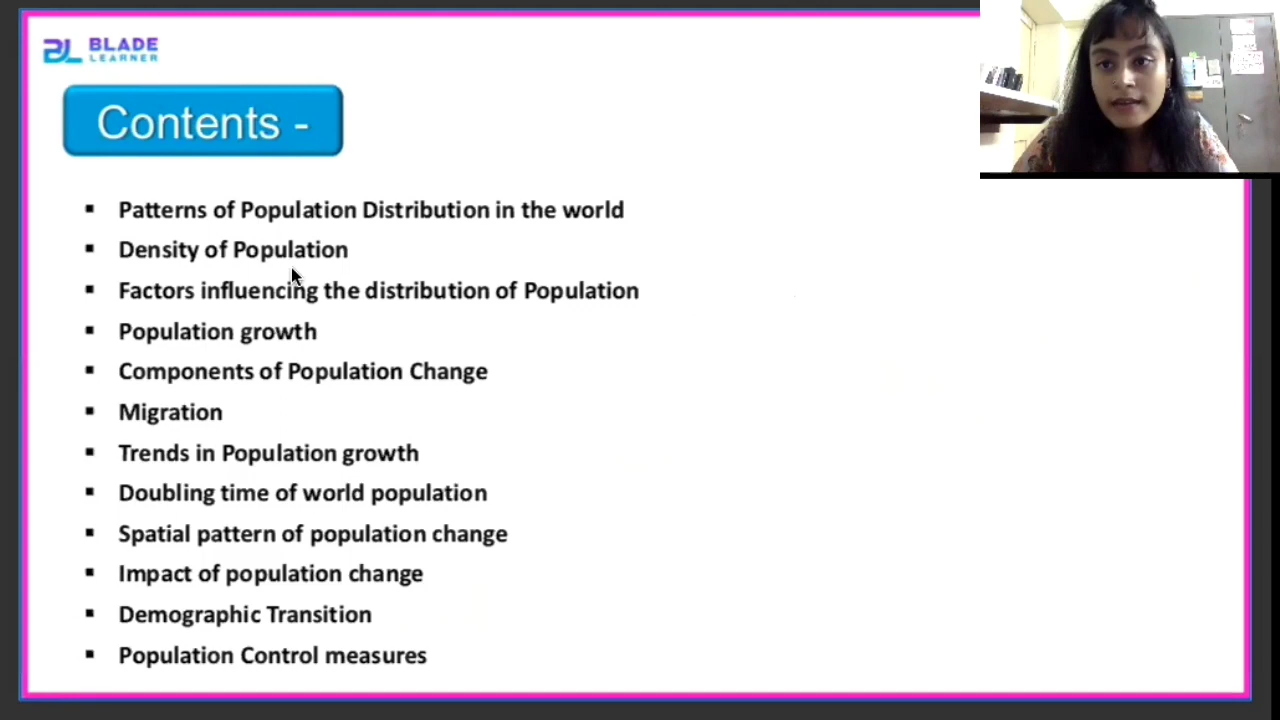 BLADE
LEARNER
Contents -
▪ Patterns of Population Distribution in the world
▪ Density of Population
▪ Factors influencing the distribution of Population
▪ Population growth
▪ Components of Population Change
▪ Migration
▪ Trends in Population growth
▪ Doubling time of world population
▪ Spatial pattern of population change
▪ Impact of population change
▪ Demographic Transition
▪ Population Control measures